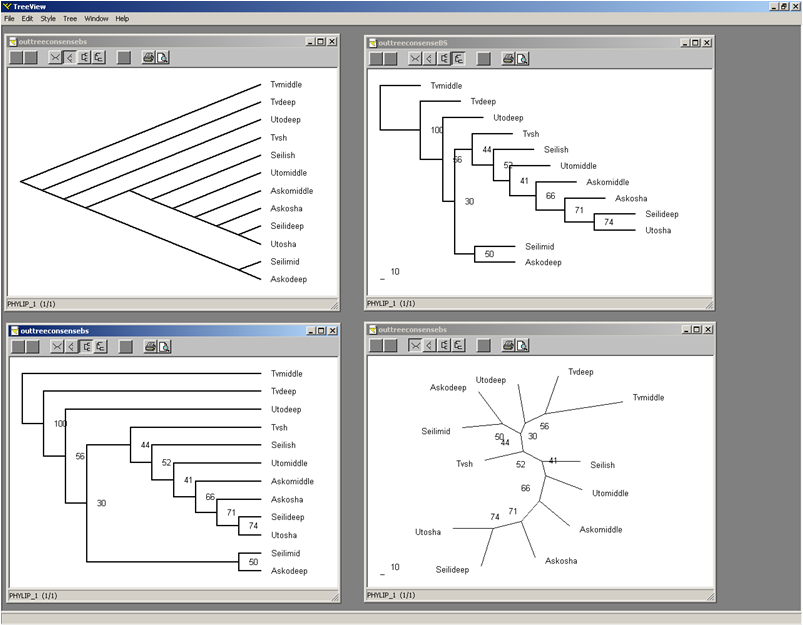 TreeView
File Edit Style Tree Window Help
outtreeconsensebs
Tvmiddle
Tvdeep
Utodeep
Tvsh
Seilish
Utomiddle
Askomiddle
Askosha
Seilideep
Utosha
Seilimid
Askodeep
PHYLIP_1 (1/1)
outtreeconsenseBS
Tvmiddle
Tvdeep
100
Utodeep
Tvsh
56
44
Seilish
52
Utomiddle
41
Askomiddle
30
66
Askosha
71
Seilideep
74
Utosha
Seilimid
50
Askodeep
10
PHYLIP_1 (1/1)
outtreeconsensebs
Tvmiddle
Tvdeep
Utodeep
100
Tvsh
44
Seilish
56
52
Utomiddle
41
Askomiddle
66
Askosha
30
71
Seilideep
74
Utosha
Seilimid
50
Askodeep
PHYLIP_1 (1/1)
outtreeconsensebs
Tvdeep
Utodeep
Askodeep
Tvmiddle
56
Seilimid
50
30
44
Tvsh
52
41
Seilish
66
Utomiddle
71
74
Askomiddle
Utosha
Askosha
Seilideep
10
PHYLIP_1 (1/1)